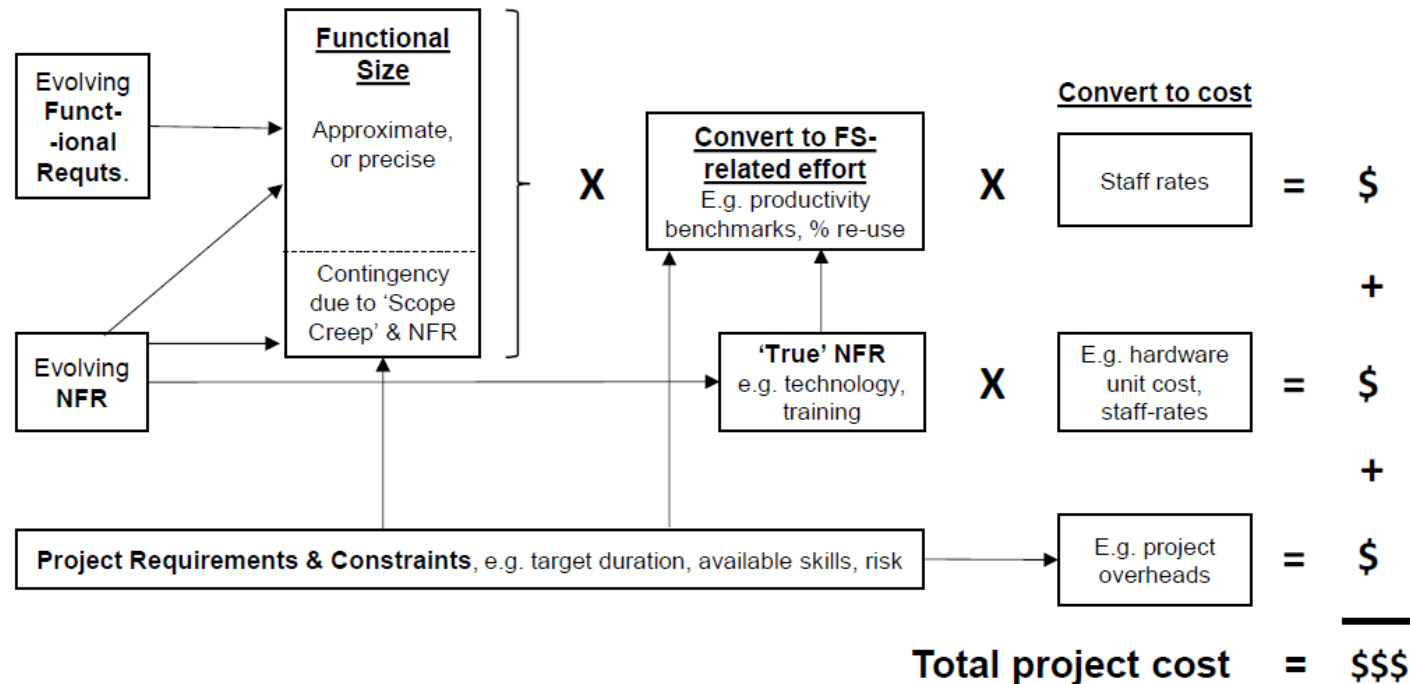 Evolving
Funct-
-ional
Requts.
Functional
Size
Approximate,
or precise
Contingency
due to ‘Scope
Creep’ & NFR
X
Convert to FS-
related effort
E.g. productivity
benchmarks, % re-use
X
Convert to cost
Staff rates
= $
+
Evolving
NFR
‘True’ NFR
e.g. technology,
training
X
E.g. hardware
unit cost,
staff-rates
= $
+
Project Requirements & Constraints, e.g. target duration, available skills, risk
E.g. project
overheads
= $
Total project cost = $$$